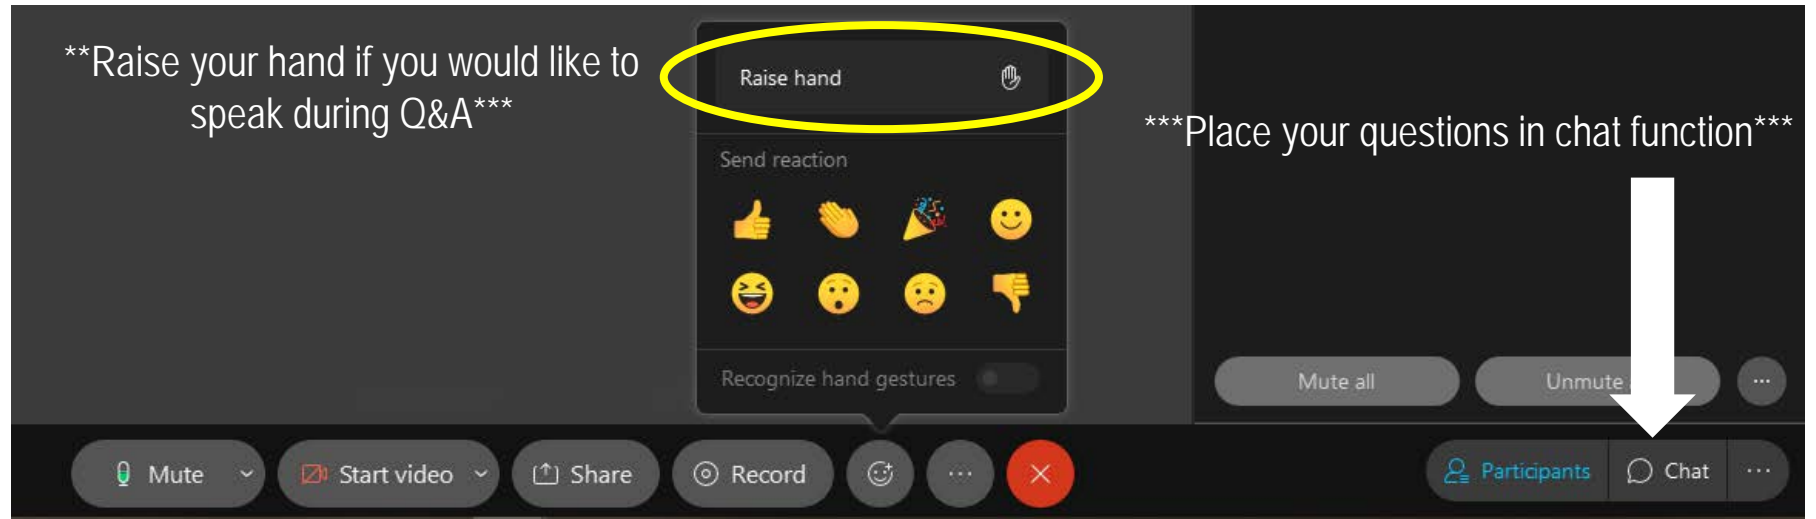 **Raise your hand if you would like to
speak during Q&A***
Raise hand
Send reaction
Recognize hand gestures
***Place your questions in chat function***
Mute all
Unmute
Mute
Start video
Share
Record
Participants
Chat